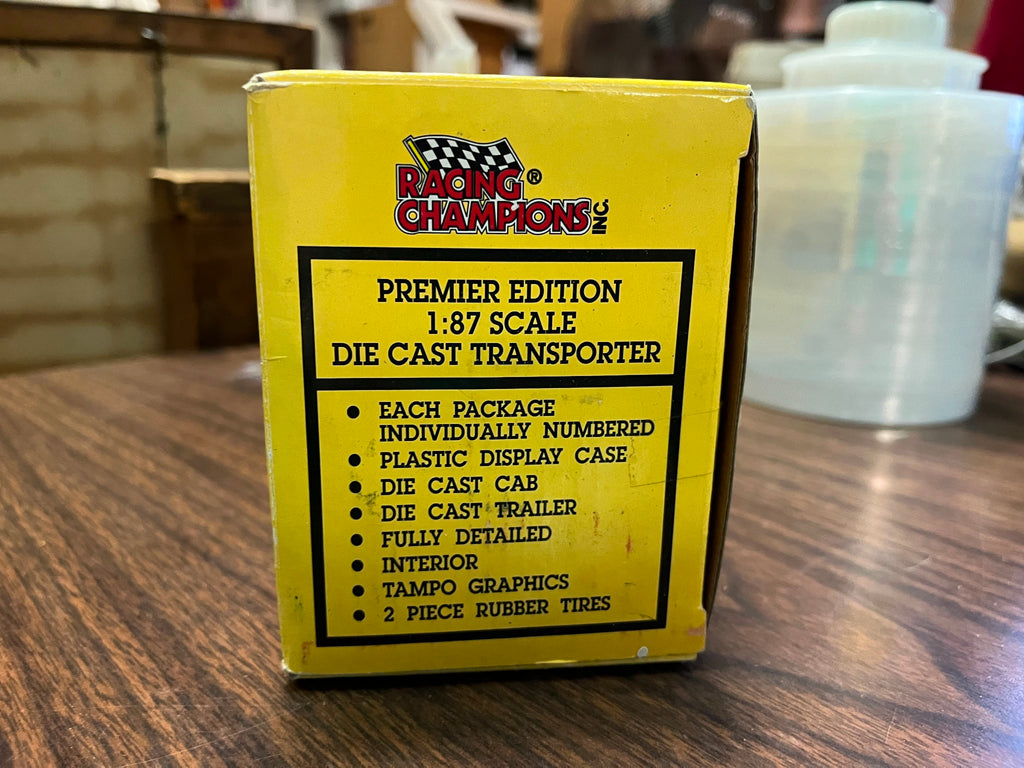 RACING ®
CHAMPIONS INC.
PREMIER EDITION
1:87 SCALE
DIE CAST TRANSPORTER
● EACH PACKAGE
INDIVIDUALLY NUMBERED
● PLASTIC DISPLAY CASE
● DIE CAST CAB
● DIE CAST TRAILER
● FULLY DETAILED
● INTERIOR
● TAMPO GRAPHICS
● 2 PIECE RUBBER TIRES